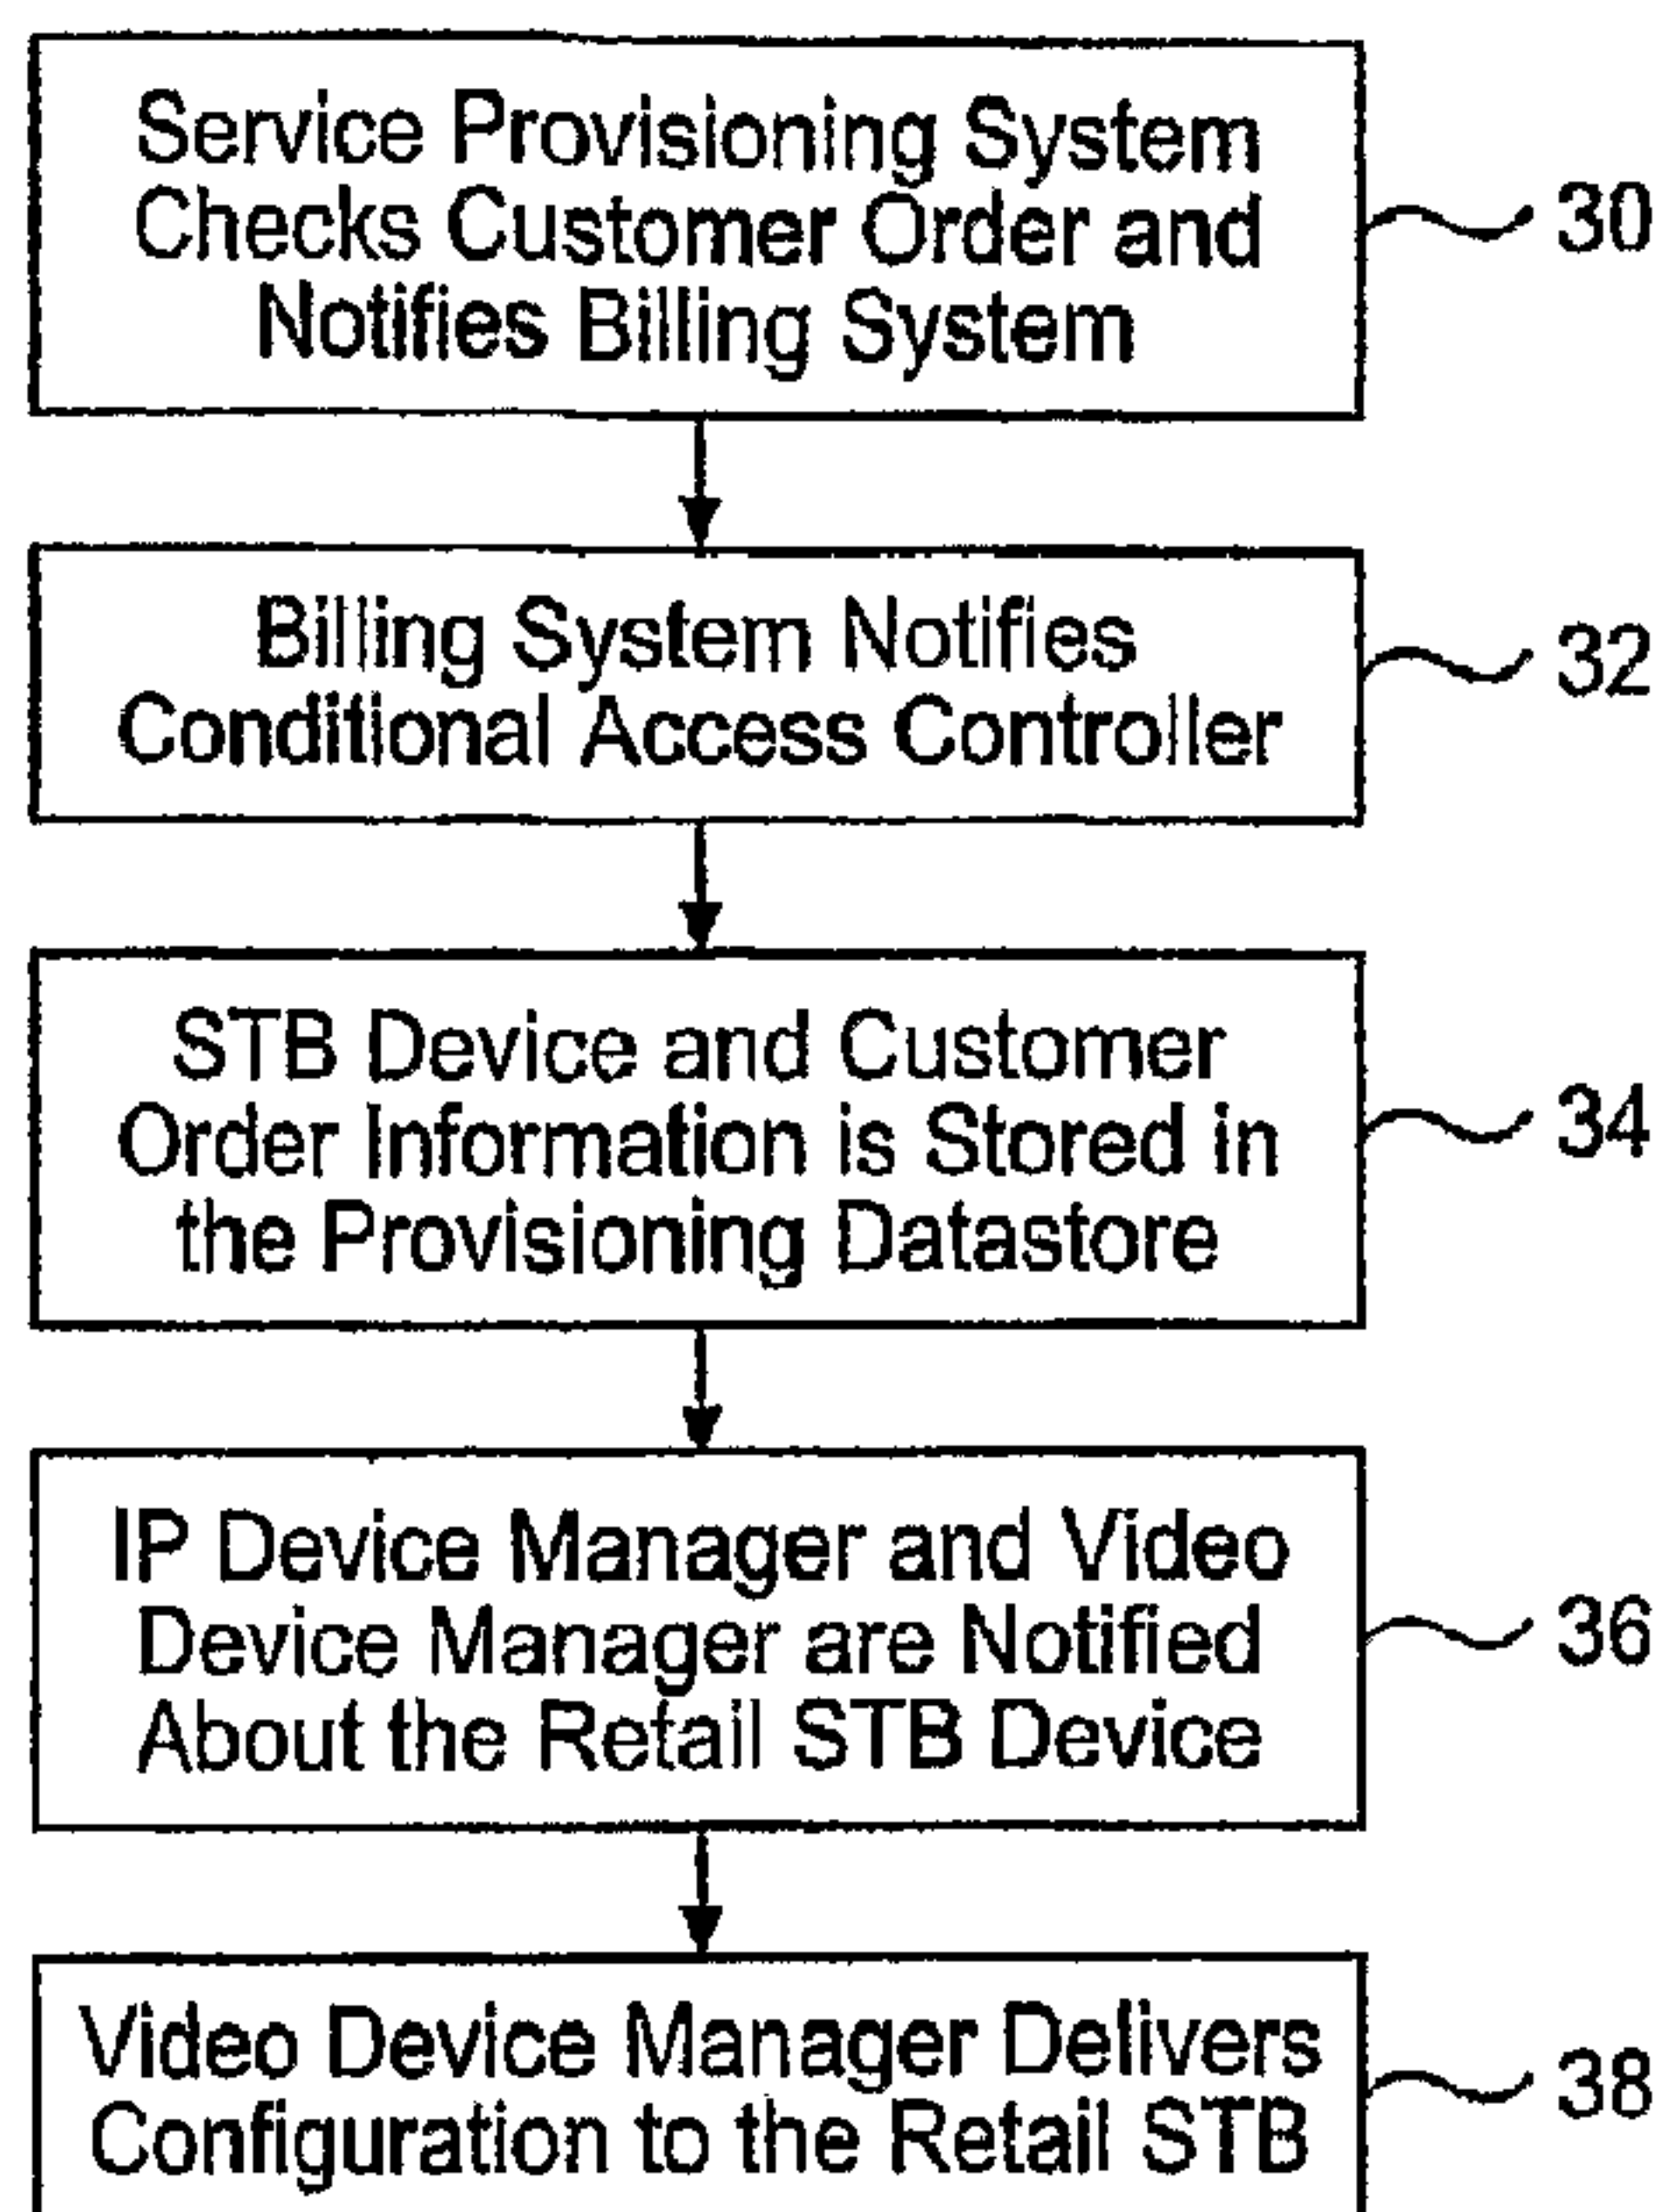 Service Provisioning System
Checks Customer Order and
Notifies Billing System
30
Billing System Notifies
Conditional Access Controller
32
STB Device and Customer
Order Information is Stored in
the Provisioning Datastore
34
IP Device Manager and Video
Device Manager are Notified
About the Retail STB Device
36
Video Device Manager Delivers
Configuration to the Retail STB
38